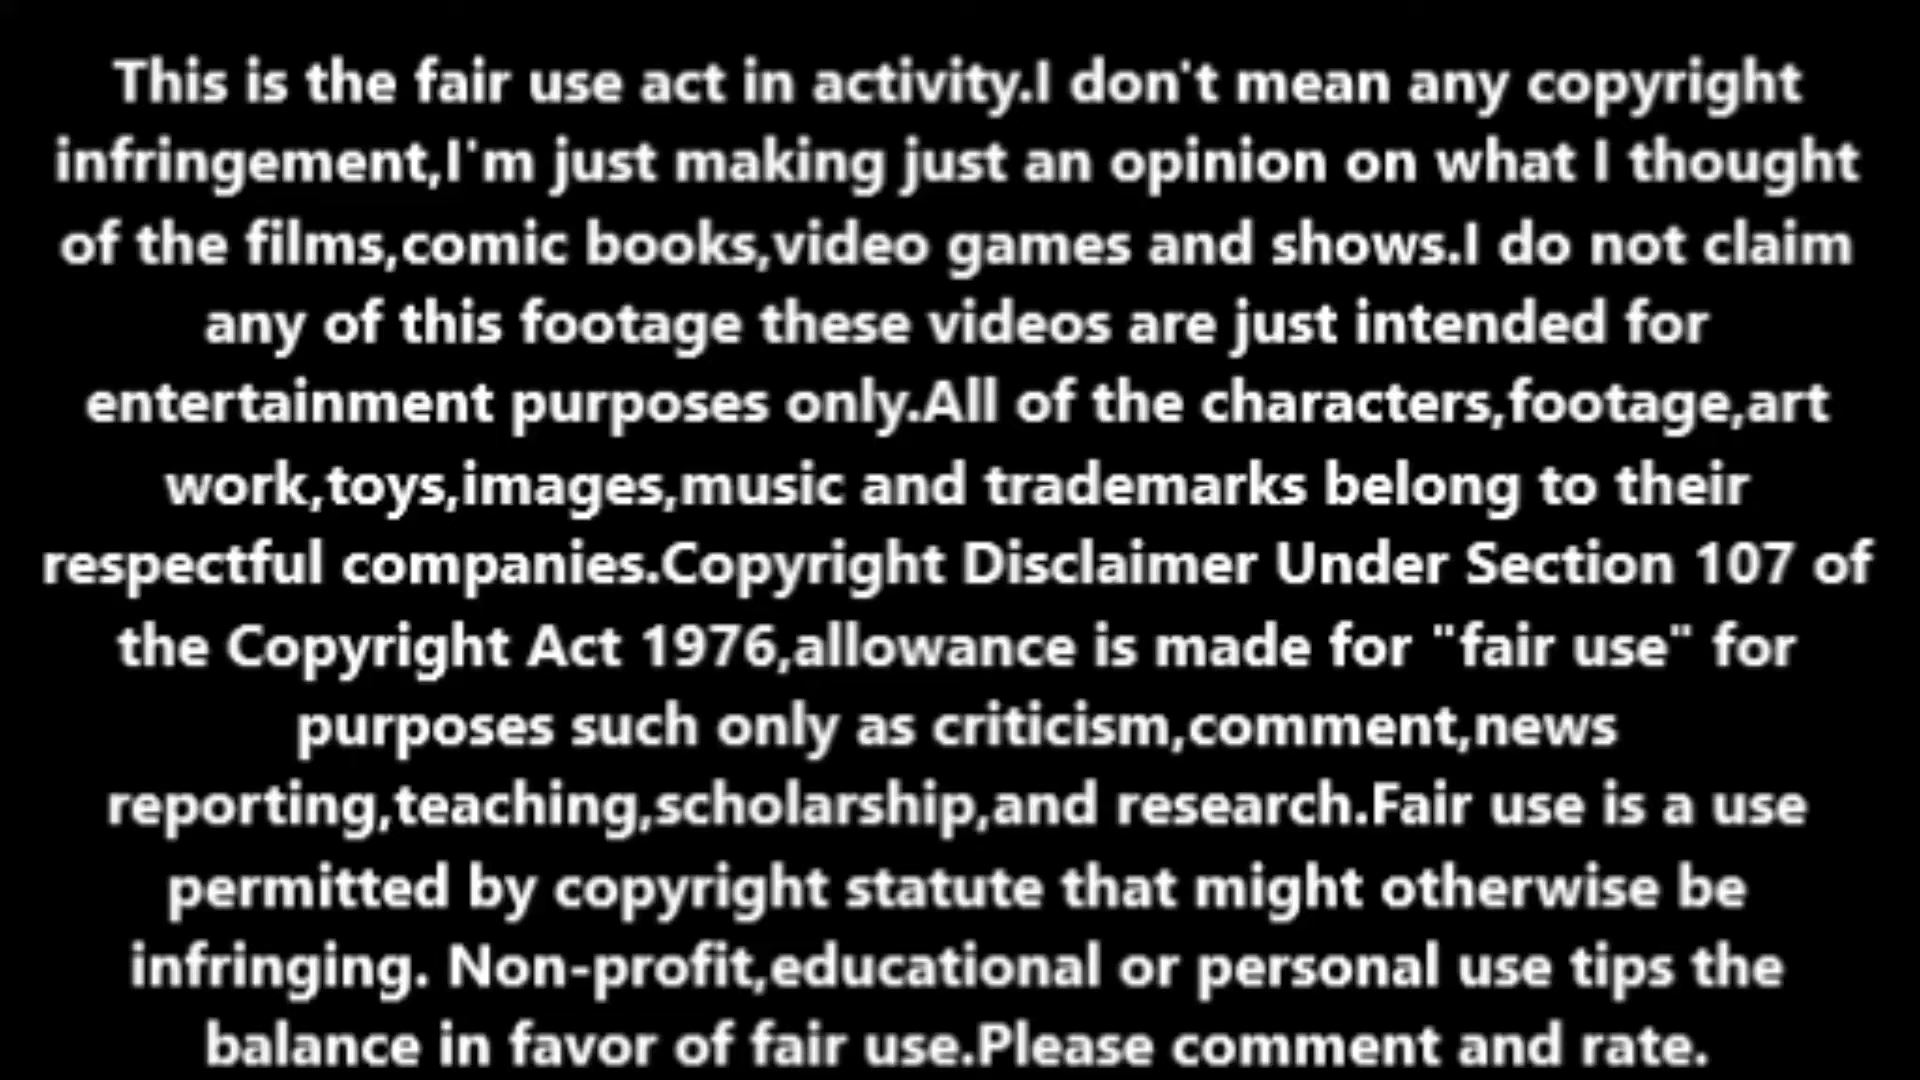 This is the fair use act in activity.I don't mean any copyright
infringement,I'm just making just an opinion on what I thought
of the films,comic books,video games and shows.I do not claim
any of this footage these videos are just intended for
entertainment purposes only.All of the characters,footage,art
work,toys,images,music and trademarks belong to their
respectful companies.Copyright Disclaimer Under Section 107 of
the Copyright Act 1976,allowance is made for "fair use" for
purposes such only as criticism,comment,news
reporting,teaching,scholarship,and research.Fair use is a use
permitted by copyright statute that might otherwise be
infringing. Non-profit,educational or personal use tips the
balance in favor of fair use.Please comment and rate.